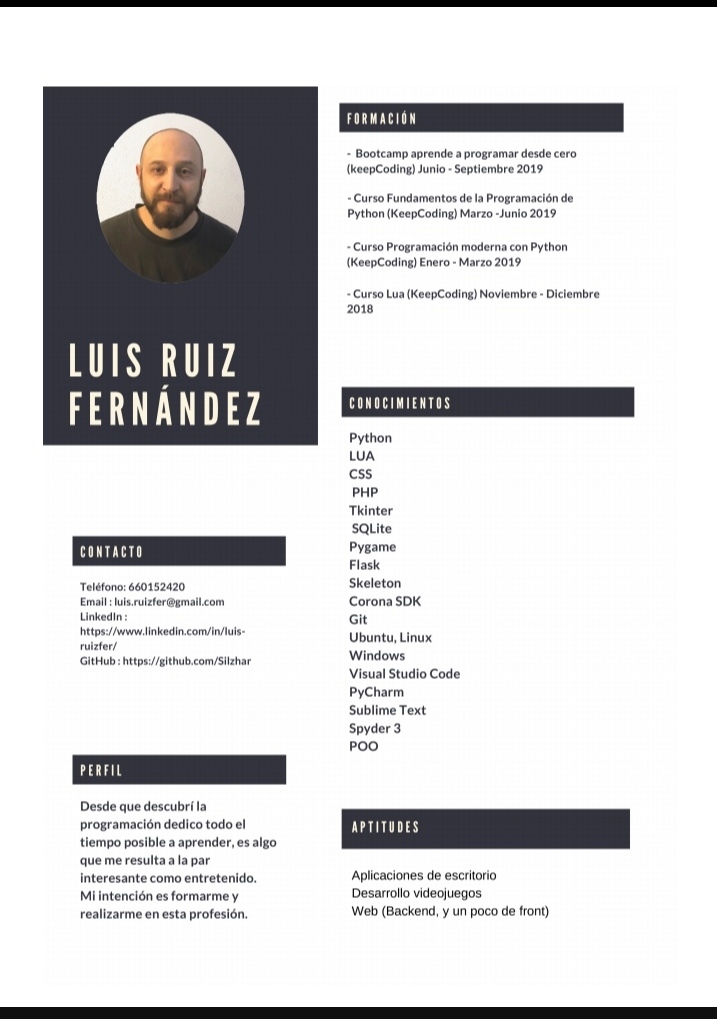 LUIS RUIZ
FERNÁNDEZ
CONTACTO
Teléfono: 660152420
Email : luis.ruizfer@gmail.com
LinkedIn :
https://www.linkedin.com/in/luis-
ruizfer/
GitHub : https://github.com/Silzhar
PERFIL
Desde que descubrí la
programación dedico todo el
tiempo posible a aprender, es algo
que me resulta a la par
interesante como entretenido.
Mi intención es formarme y
realizarme en esta profesión.
FORMACIÓN
- Bootcamp aprende a programar desde cero
(keepCoding) Junio - Septiembre 2019
- Curso Fundamentos de la Programación de
Python (KeepCoding) Marzo -Junio 2019
- Curso Programación moderna con Python
(KeepCoding) Enero - Marzo 2019
- Curso Lua (KeepCoding) Noviembre - Diciembre
2018
CONOCIMIENTOS
Python
LUA
CSS
PHP
Tkinter
SQLite
Pygame
Flask
Skeleton
Corona SDK
Git
Ubuntu, Linux
Windows
Visual Studio Code
PyCharm
Sublime Text
Spyder 3
POO
APTITUDES
Aplicaciones de escritorio
Desarrollo videojuegos
Web (Backend, y un poco de front)